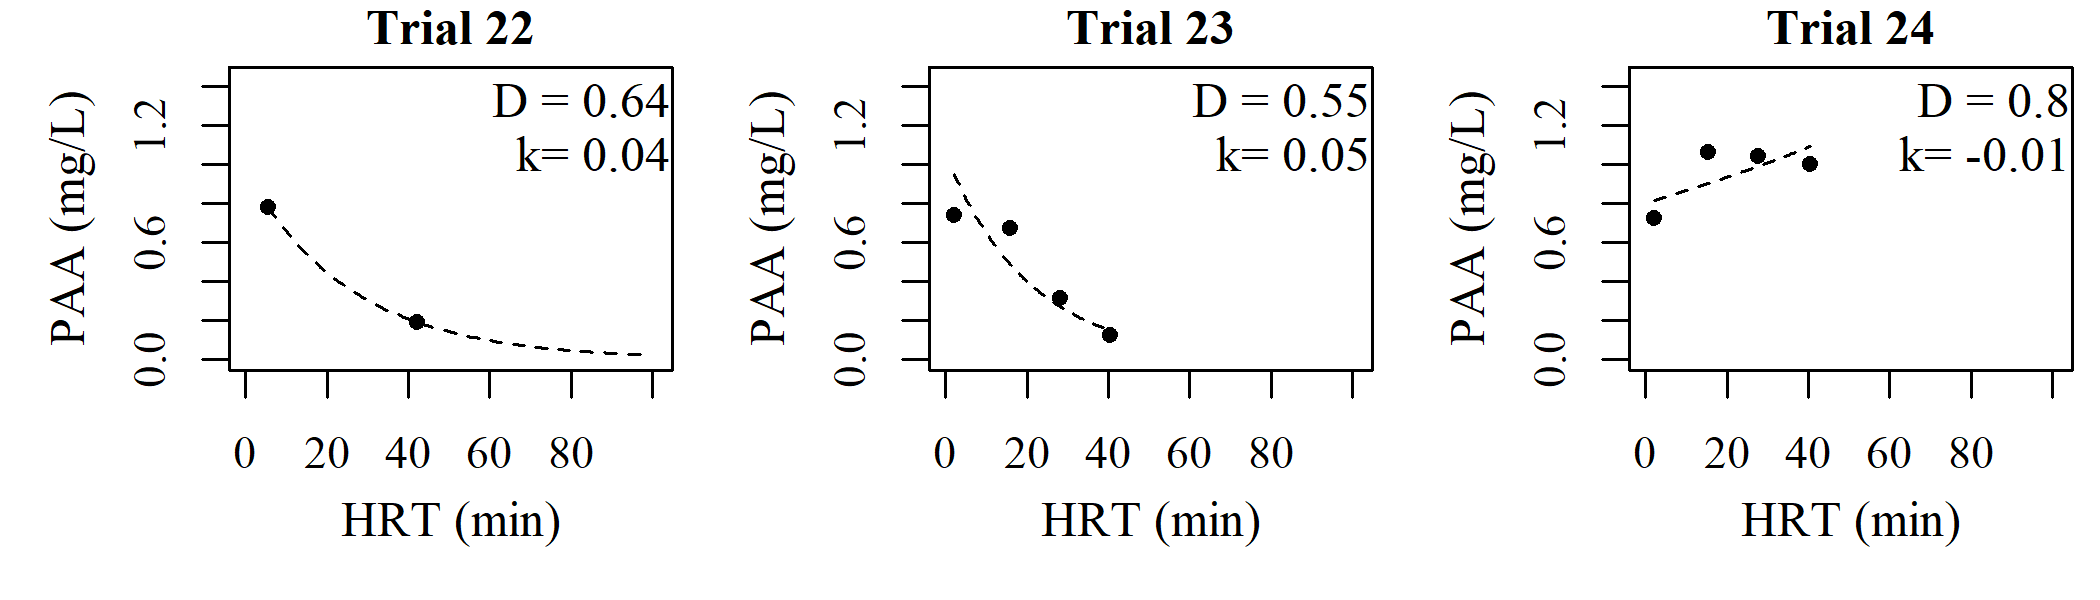 Trial 22
D = 0.64
k= 0.04
PAA (mg/L)
0.0 0.6 1.2
0 20 40 60 80
HRT (min)
Trial 23
D = 0.55
k= 0.05
PAA (mg/L)
0.0 0.6 1.2
0 20 40 60 80
HRT (min)
Trial 24
D = 0.8
k= -0.01
PAA (mg/L)
0.0 0.6 1.2
0 20 40 60 80
HRT (min)